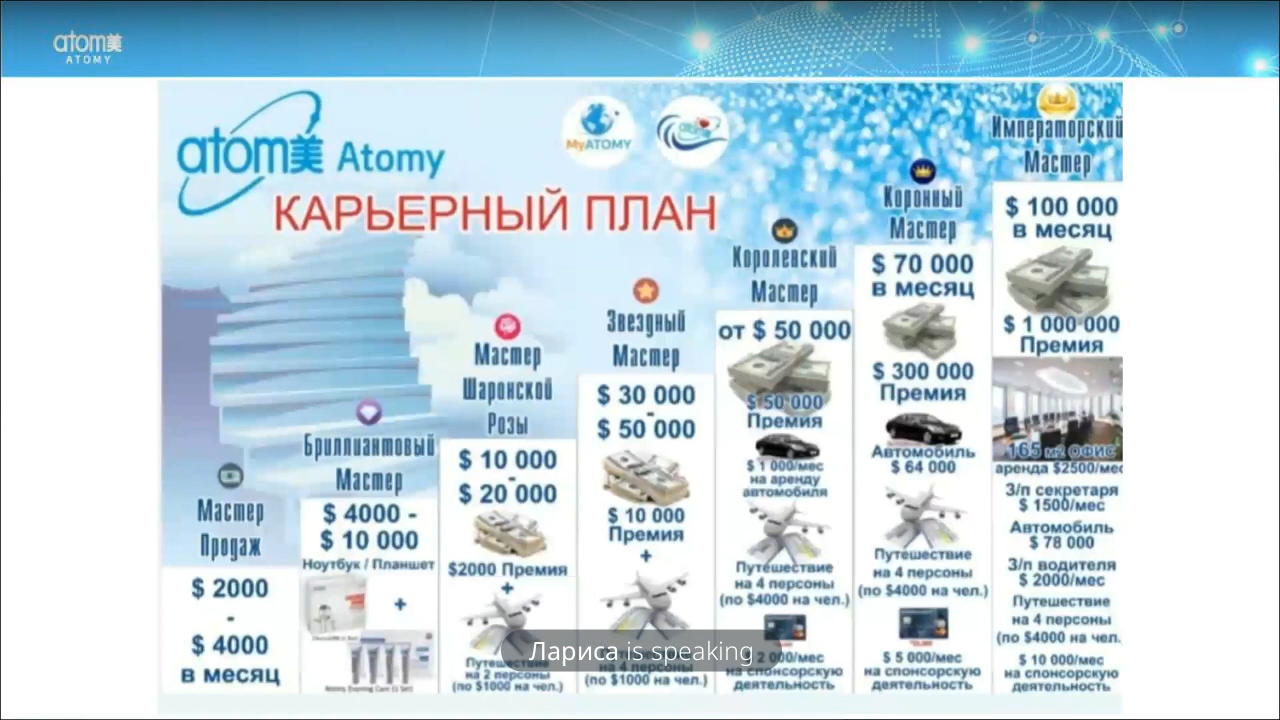 atom美
ATOMY
atom美 Atomy
MyATOMY
КАРЬЕРНЫЙ ПЛАН
Мастер
Продаж
$ 2000
-
$ 4000
в месяц
Бриллиантовый
Мастер
$ 4000 -
$ 10 000
Ноутбук / Планшет
+
Atomy Evening Care (1 Set)
Мастер
Шаронской
Розы
$ 10 000
-
$ 20 000
$2000 Премия
+
Путешествие
на 2 персоны
(по $1000 на чел.)
Звездный
Мастер
$ 30 000
-
$ 50 000
$ 10 000
Премия
+
на 4 персоны
(по $1000 на чел.)
Королевский
Мастер
от $ 50 000
$ 50 000
Премия
$ 1 000/мес
на аренду
автомобиля
Путешествие
на 4 персоны
(по $4000 на чел.)
$ 2 000/мес
на спонсорскую
деятельность
Коронный
Мастер
$ 70 000
в месяц
$ 300 000
Премия
Автомобиль
$ 64 000
Путешествие
на 4 персоны
(по $4000 на чел.)
$ 5 000/мес
на спонсорскую
деятельность
Императорский
Мастер
$ 100 000
в месяц
$ 1 000 000
Премия
165 м2 ОФИС
аренда $2500/мес
З/п секретаря
$ 1500/мес
Автомобиль
$ 78 000
З/п водителя
$ 2000/мес
Путешествие
на 4 персоны
(по $4000 на чел.
$ 10 000/мес
на спонсорскую
деятельность
Лариса is speaking